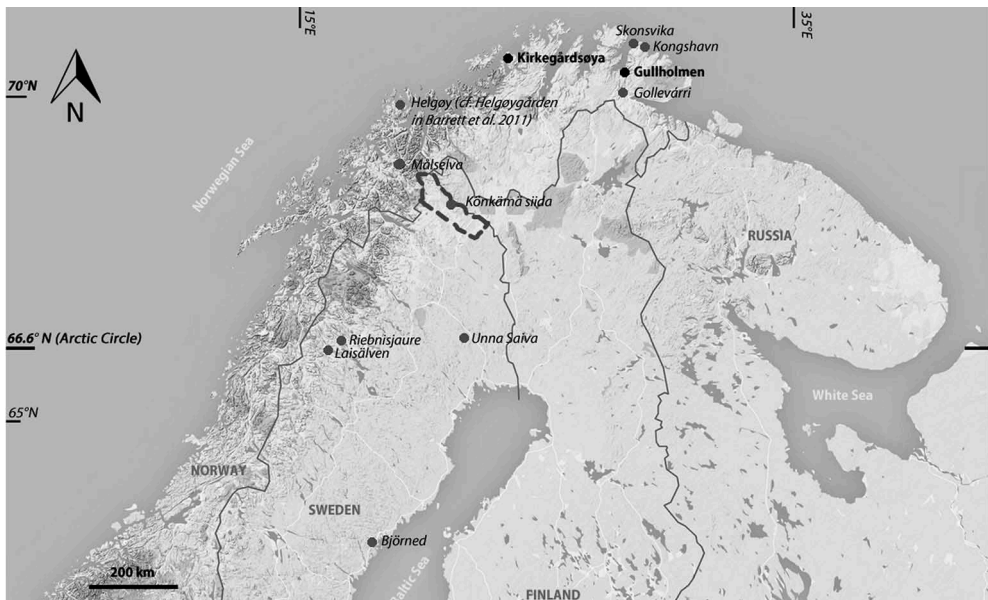 15°E
35°E
Skonsvika
Kongshavn
Kirkegårdsøya
Gullholmen
70°N
Gollevárri
N
Helgøy (cf. Helgøygården
in Barrett et al. 2011)
Norwegian Sea
Målselva
Könkämä siida
RUSSIA
66.6° N (Arctic Circle)
Riebnisjaure
Laisälven
Unna Saiva
White Sea
65°N
NORWAY
SWEDEN
Björned
200 km
Baltic Sea
FINLAND